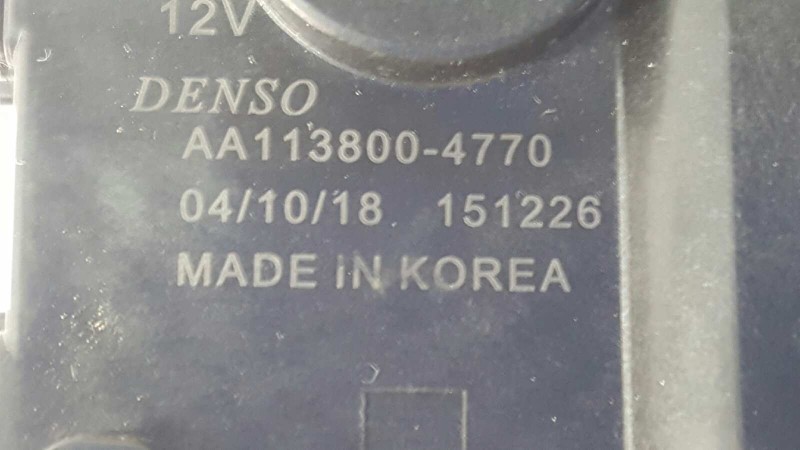 12V
DENSO
AA113800-4770
04/10/18 151226
MADE IN KOREA